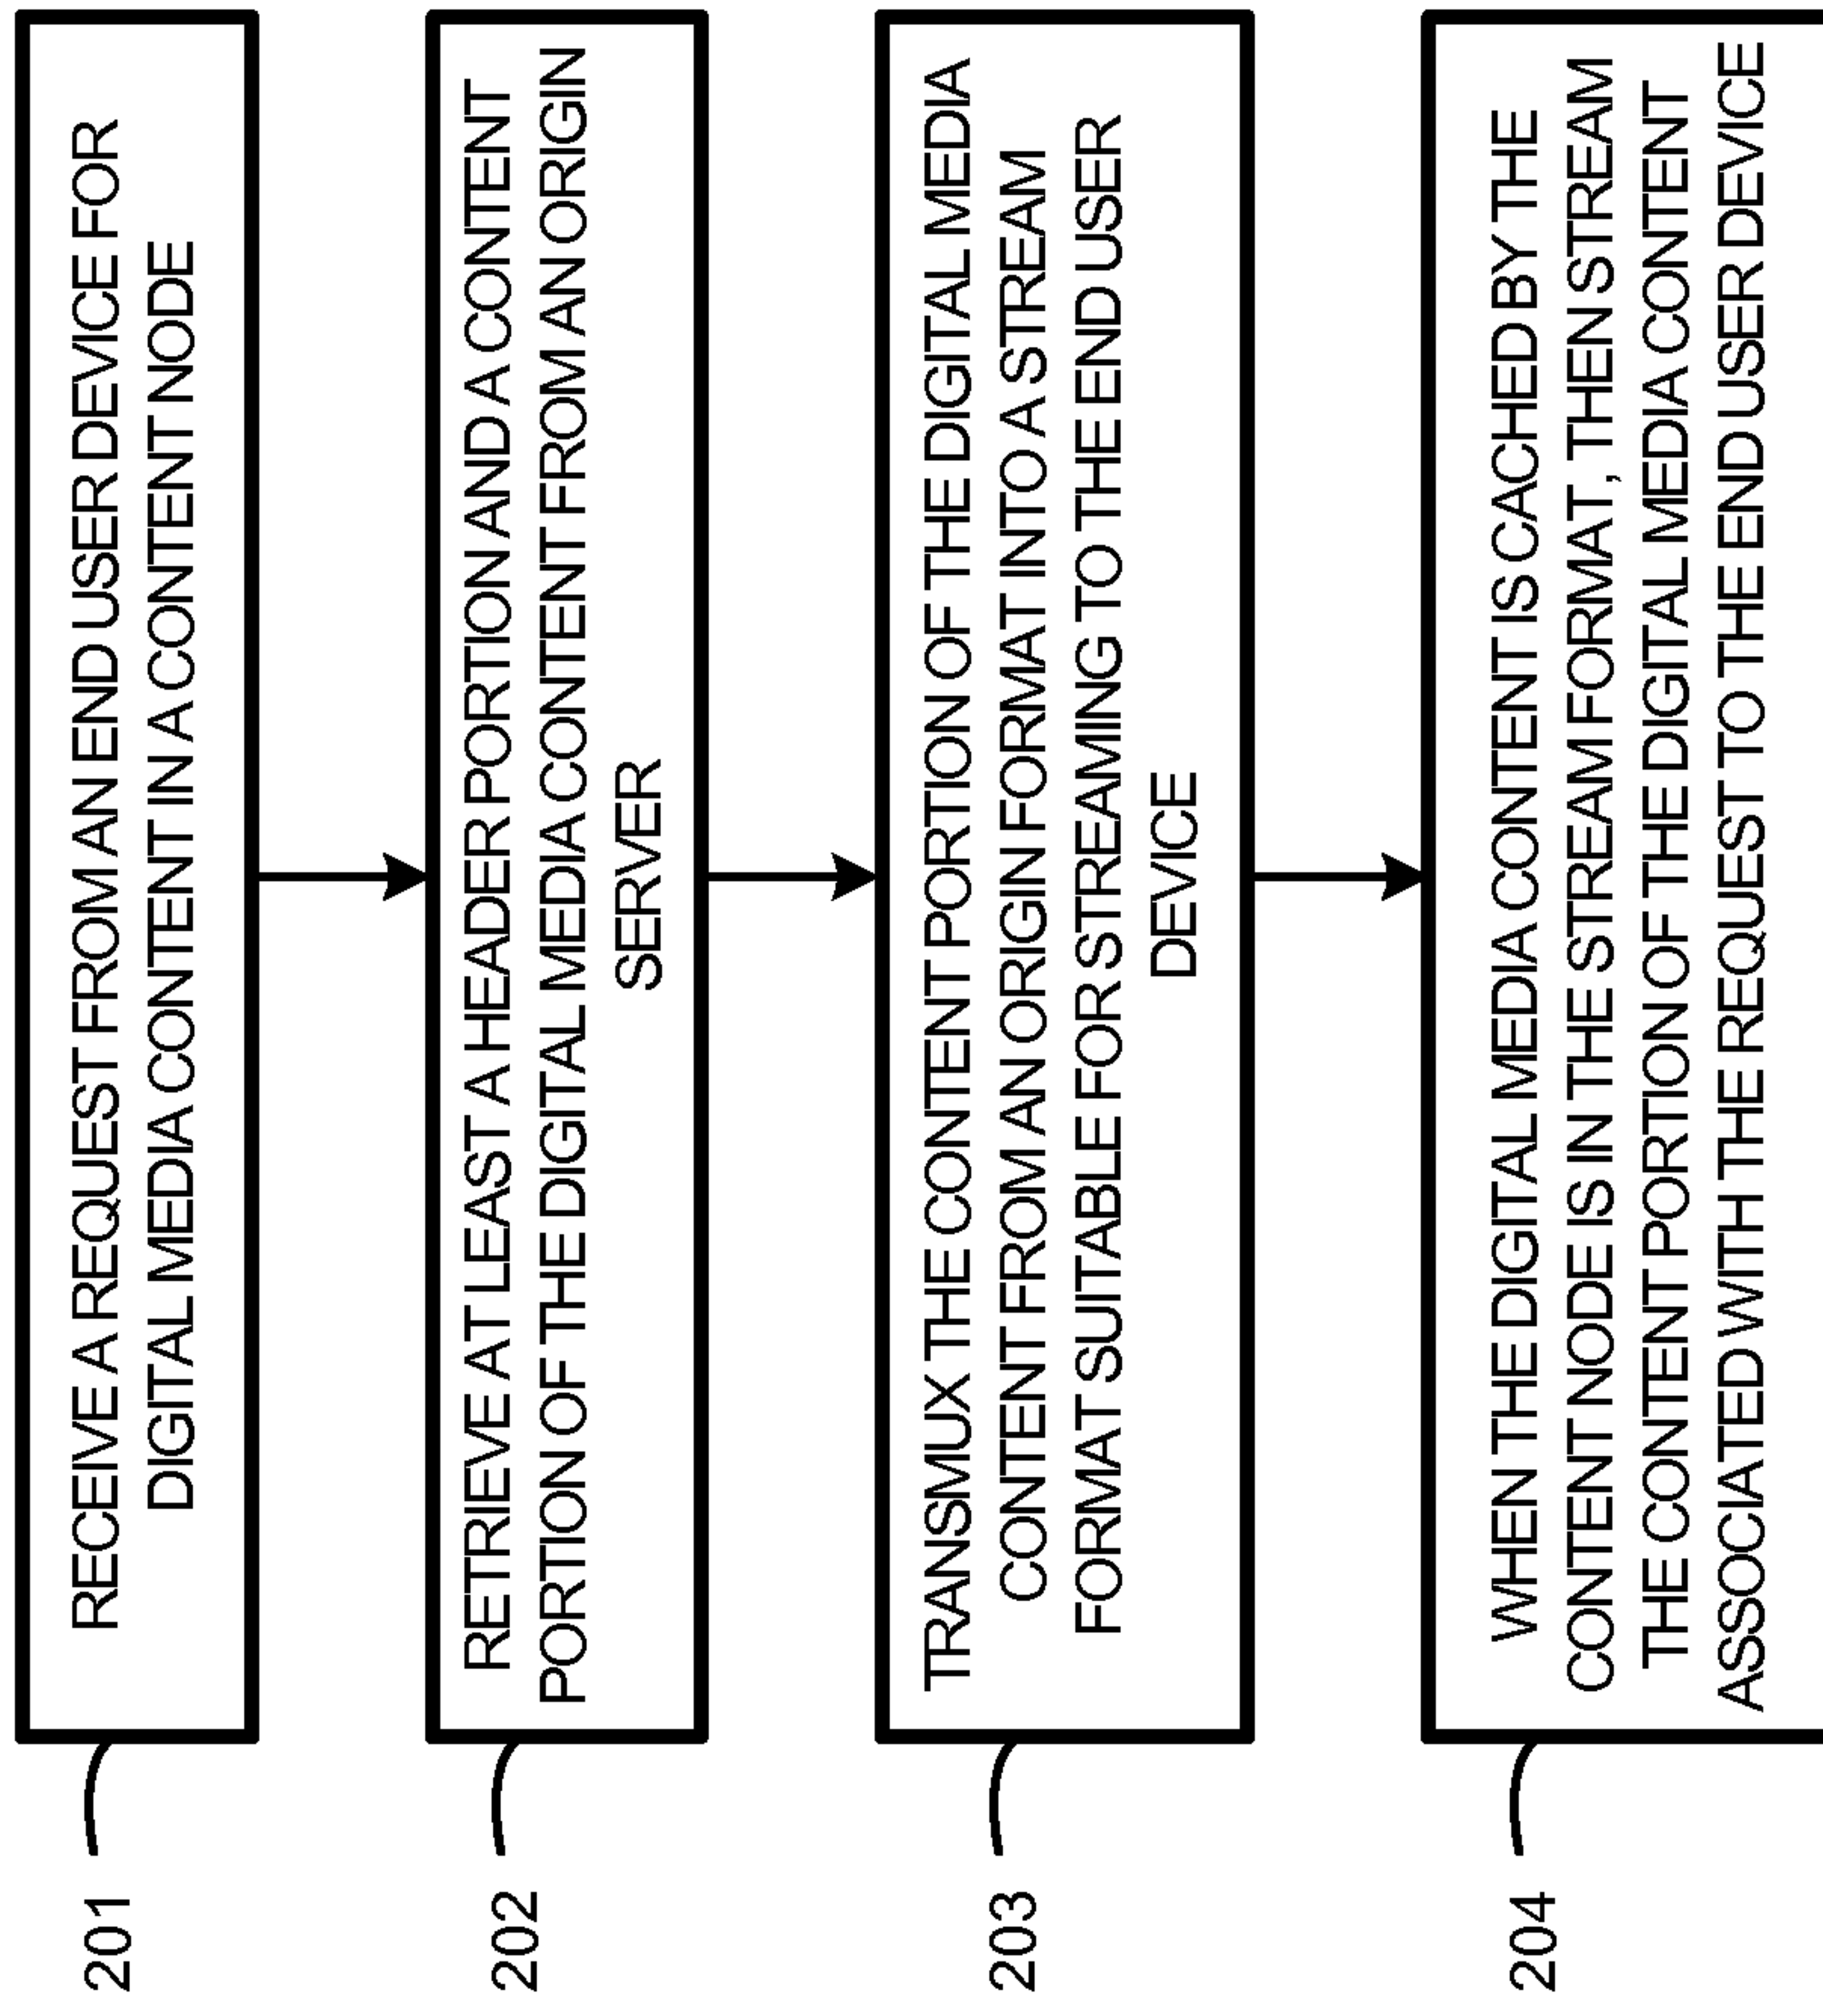 201
RECEIVE A REQUEST FROM AN END USER DEVICE FOR
DIGITAL MEDIA CONTENT IN A CONTENT NODE
202
RETRIEVE AT LEAST A HEADER PORTION AND A CONTENT
PORTION OF THE DIGITAL MEDIA CONTENT FROM AN ORIGIN
SERVER
203
TRANSMUX THE CONTENT PORTION OF THE DIGITAL MEDIA
CONTENT FROM AN ORIGIN FORMAT INTO A STREAM
FORMAT SUITABLE FOR STREAMING TO THE END USER
DEVICE
204
WHEN THE DIGITAL MEDIA CONTENT IS CACHED BY THE
CONTENT NODE IS IN THE STREAM FORMAT, THEN STREAM
THE CONTENT PORTION OF THE DIGITAL MEDIA CONTENT
ASSOCIATED WITH THE REQUEST TO THE END USER DEVICE